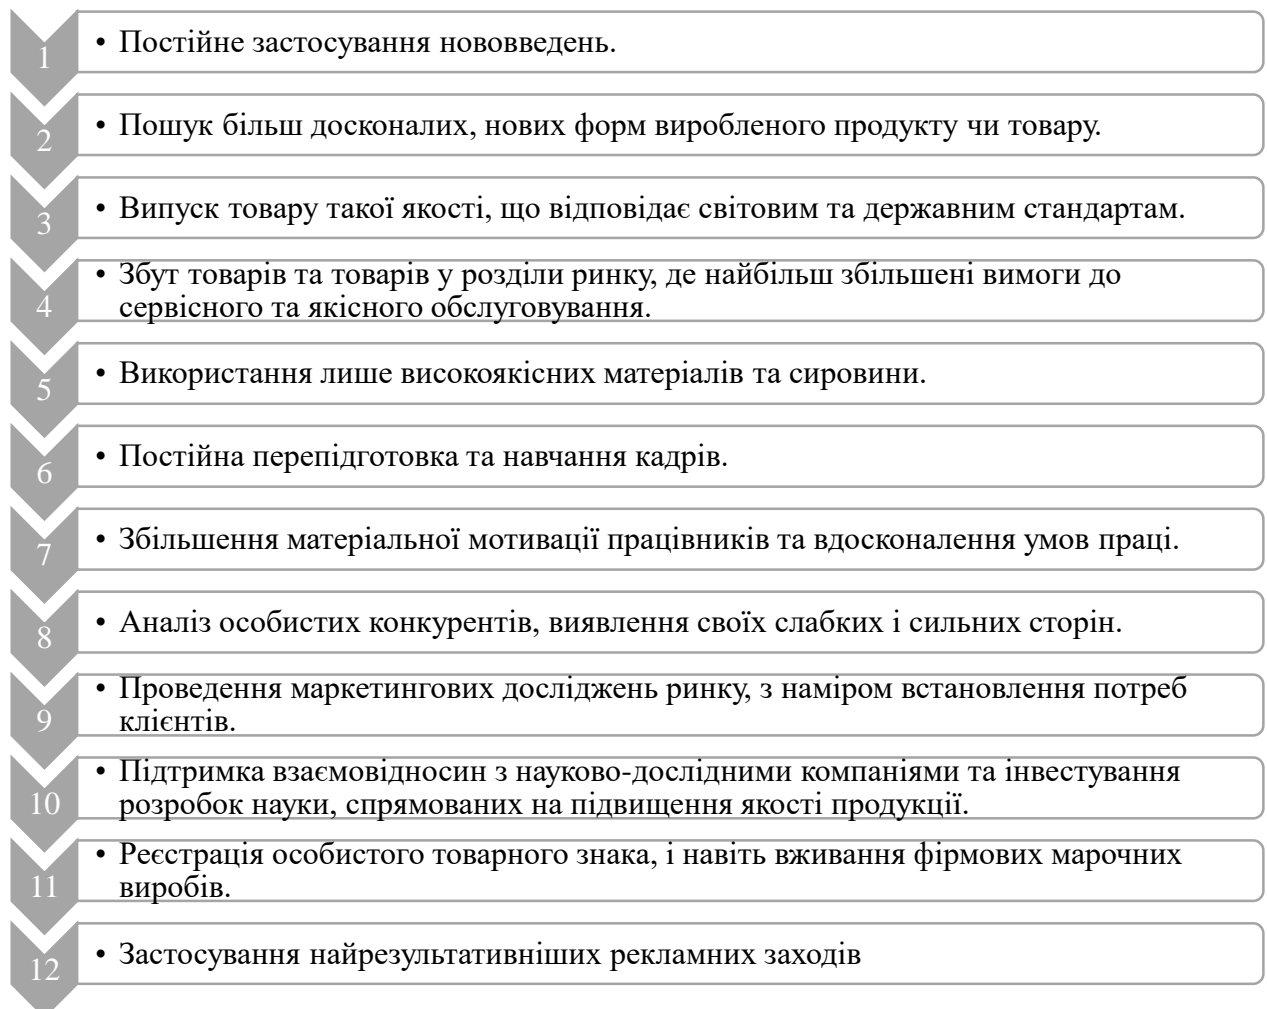 1
• Постійне застосування нововведень.
2
• Пошук більш досконалих, нових форм виробленого продукту чи товару.
3
• Випуск товару такої якості, що відповідає світовим та державним стандартам.
4
• Збут товарів та товарів у розділи ринку, де найбільш збільшені вимоги до
сервісного та якісного обслуговування.
5
• Використання лише високоякісних матеріалів та сировини.
6
• Постійна перепідготовка та навчання кадрів.
7
• Збільшення матеріальної мотивації працівників та вдосконалення умов праці.
8
• Аналіз особистих конкурентів, виявлення своїх слабких і сильних сторін.
9
• Проведення маркетингових досліджень ринку, з наміром встановлення потреб
клієнтів.
10
• Підтримка взаємовідносин з науково-дослідними компаніями та інвестування
розробок науки, спрямованих на підвищення якості продукції.
11
• Реєстрація особистого товарного знака, і навіть вживання фірмових марочних
виробів.
12
• Застосування найрезультативніших рекламних заходів